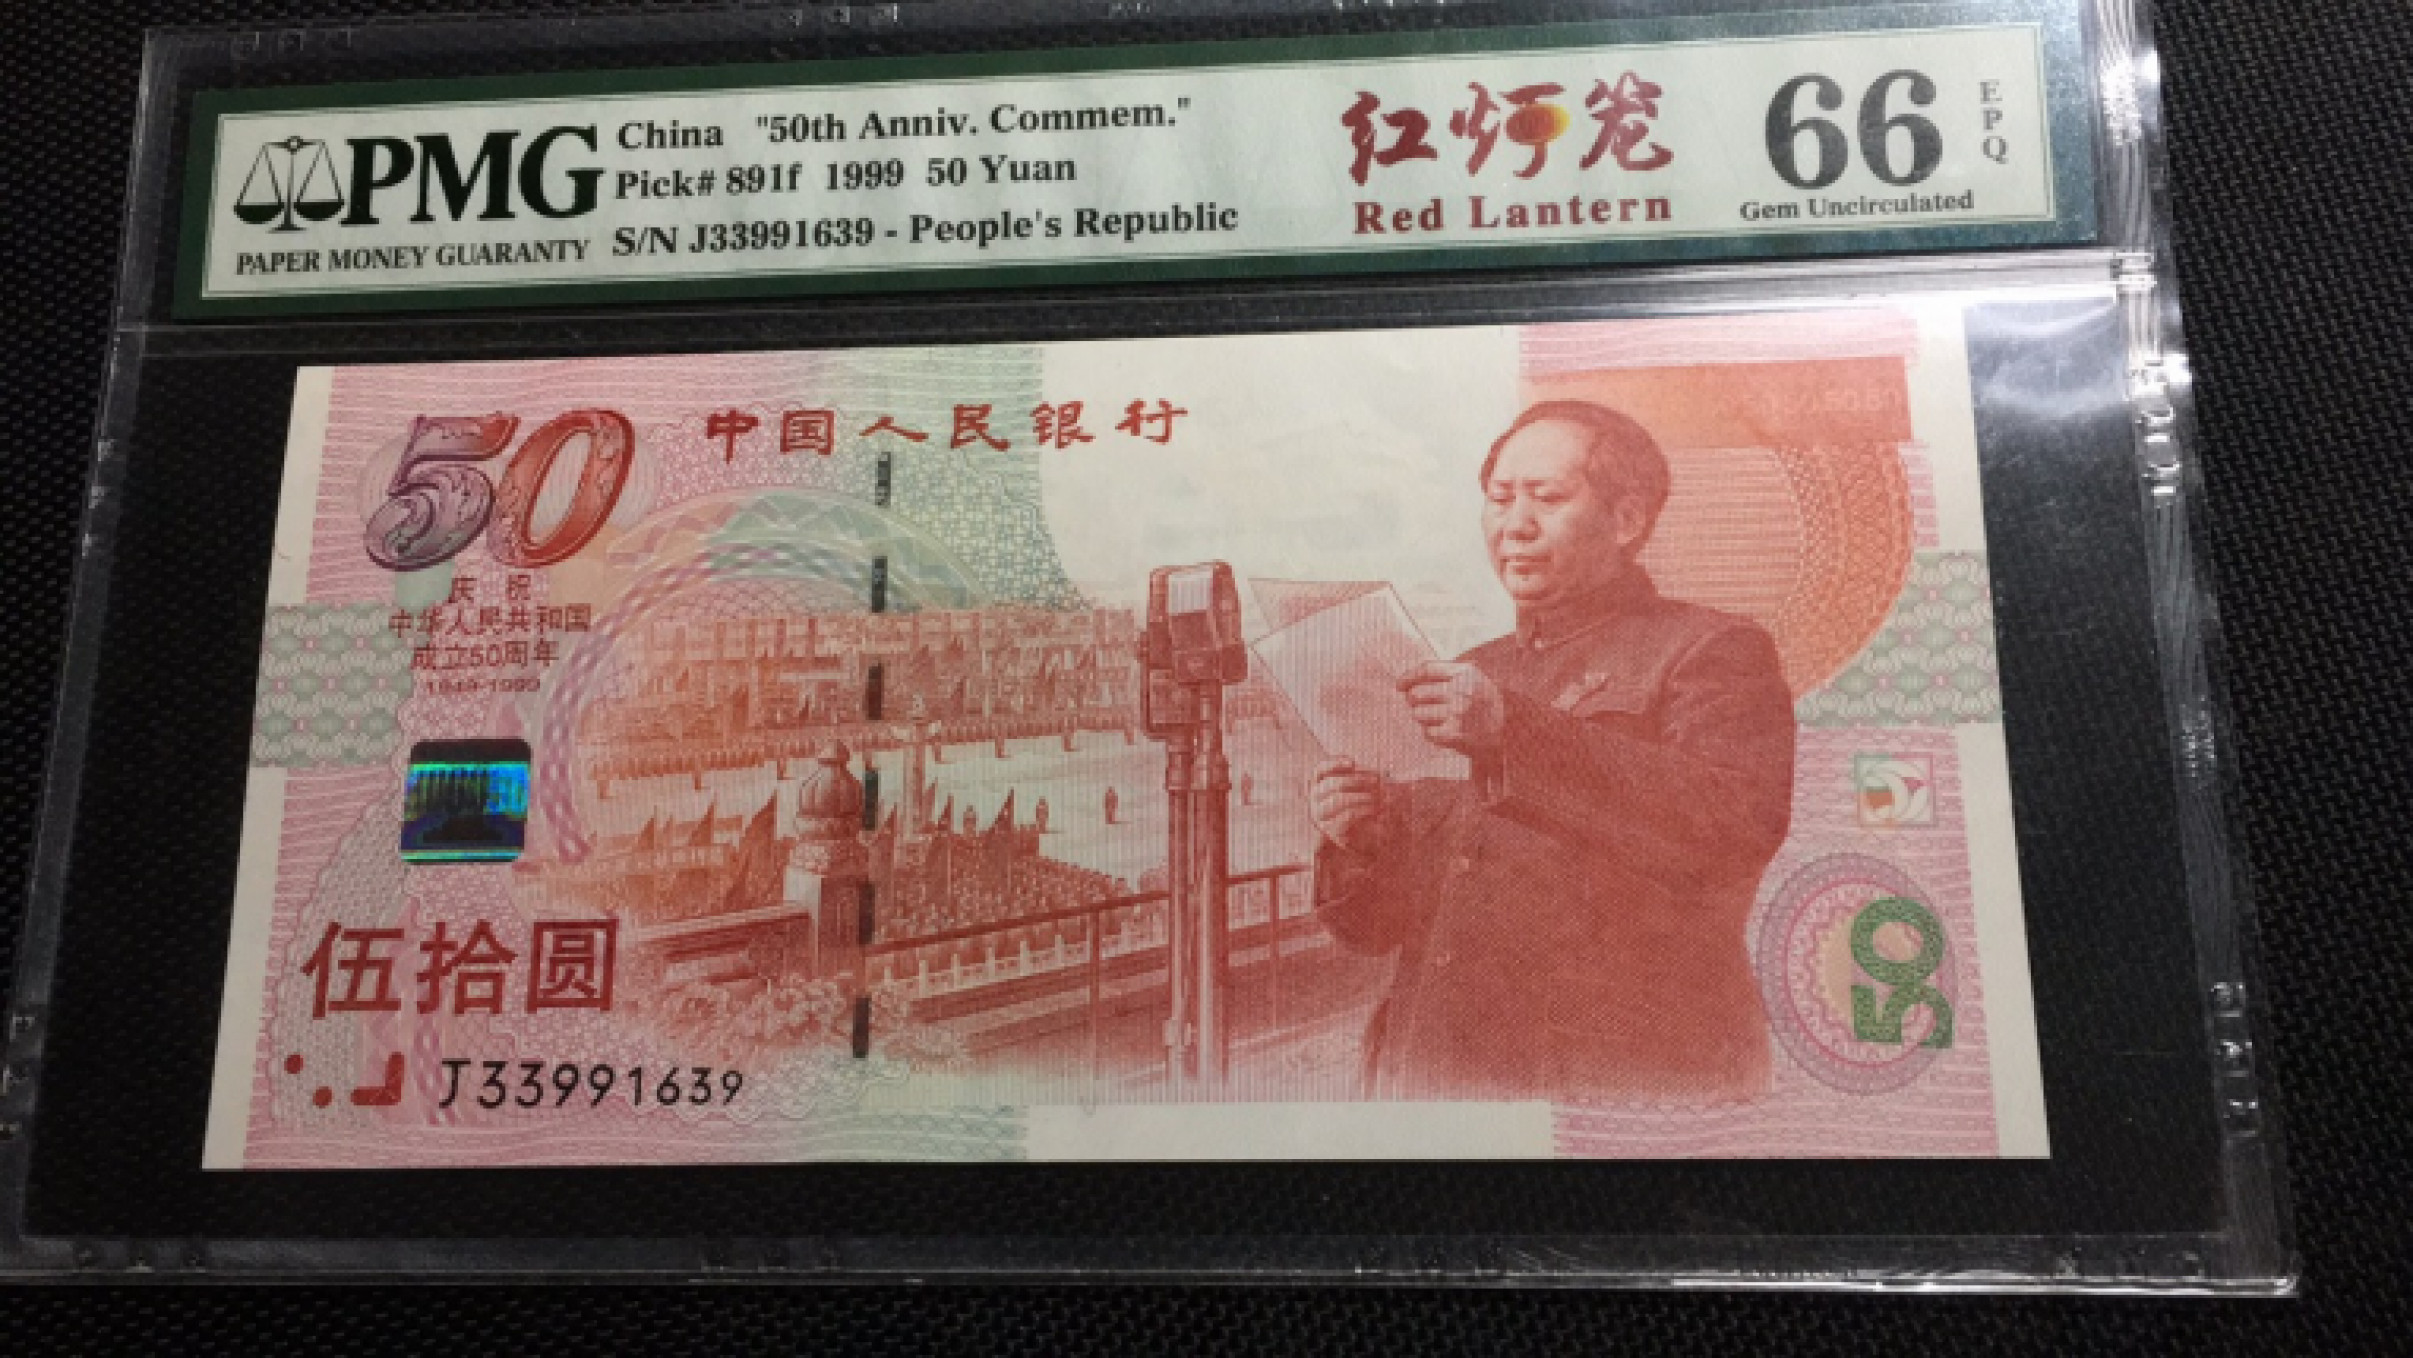 PMG
PAPER MONEY GUARANTY
China "50th Anniv. Commem."
Pick# 891f 1999 50 Yuan
S/N J33991639 - People's Republic
红灯笼
Red Lantern
66
EPQ
Gem Uncirculated
50
中国人民银行
庆祝
中华人民共和国
成立50周年
1949-1999
50
伍拾圆
J33991639
50